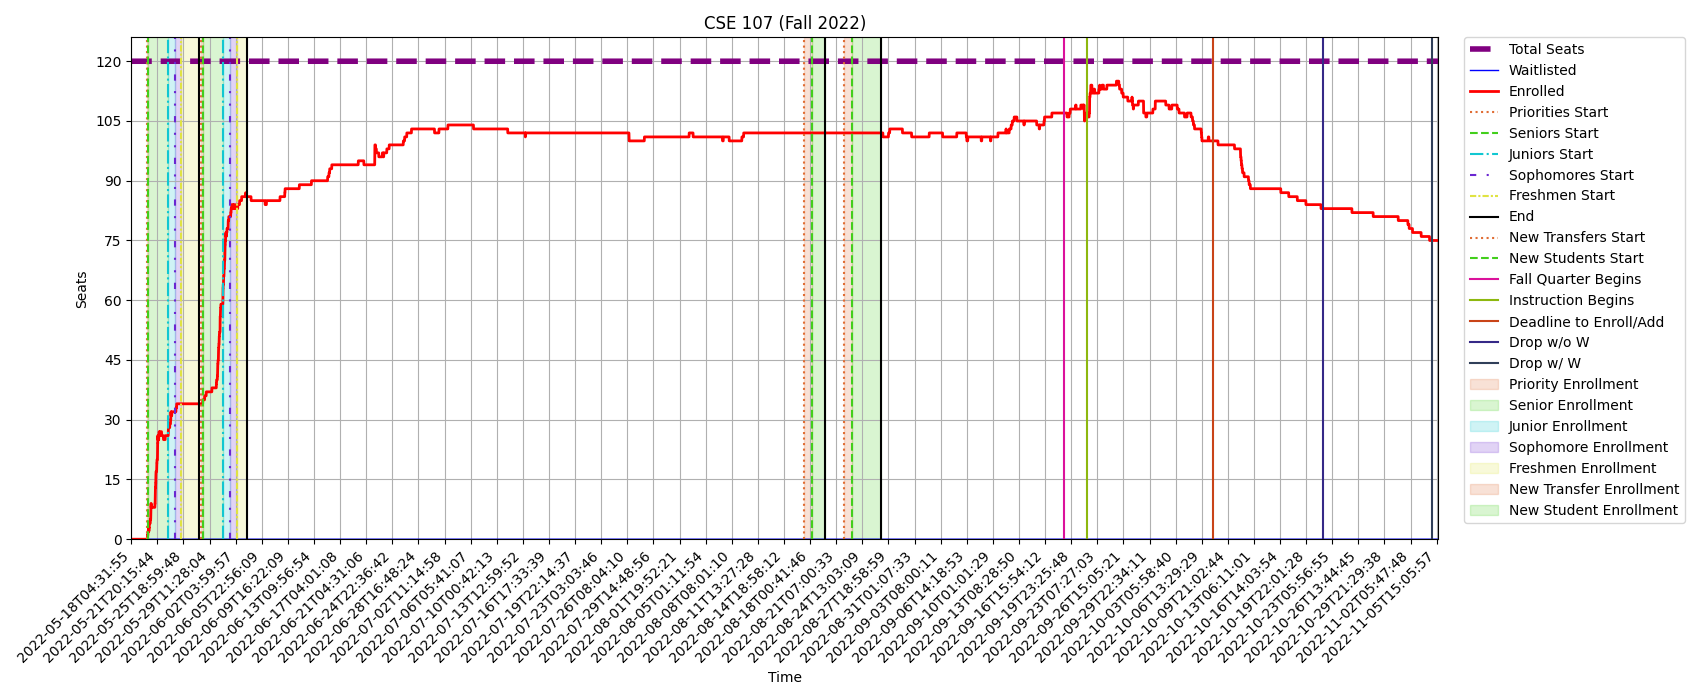 CSE 107 (Fall 2022)
Seats
120
105
90
75
60
45
30
15
0
2022-05-18T04:31:55
2022-05-21T20:15:44
2022-05-25T18:59:48
2022-05-29T11:28:04
2022-06-02T03:59:57
2022-06-05T22:56:09
2022-06-09T16:22:09
2022-06-13T09:56:54
2022-06-17T04:01:08
2022-06-21T04:31:06
2022-06-24T22:36:42
2022-06-28T16:48:24
2022-07-02T11:14:58
2022-07-06T05:41:07
2022-07-10T00:42:13
2022-07-13T12:59:52
2022-07-16T17:33:39
2022-07-19T22:14:37
2022-07-23T03:03:46
2022-07-26T08:04:10
2022-07-29T14:48:56
2022-08-01T19:52:21
2022-08-05T01:11:54
2022-08-08T08:01:10
2022-08-11T13:27:28
2022-08-14T18:58:12
2022-08-18T00:41:46
2022-08-21T07:00:33
2022-08-24T13:03:09
2022-08-27T18:58:59
2022-08-31T01:07:33
2022-09-03T08:00:11
2022-09-06T14:18:53
2022-09-10T01:01:29
2022-09-13T08:28:50
2022-09-16T15:54:12
2022-09-19T23:25:48
2022-09-23T07:27:03
2022-09-26T15:05:21
2022-09-29T22:34:11
2022-10-03T05:58:40
2022-10-06T13:29:29
2022-10-09T21:02:44
2022-10-13T06:11:01
2022-10-16T14:03:54
2022-10-19T22:01:28
2022-10-23T05:56:55
2022-10-26T13:44:45
2022-10-29T21:29:38
2022-11-02T05:47:48
2022-11-05T15:05:57
Time
Total Seats
Waitlisted
Enrolled
Priorities Start
Seniors Start
Juniors Start
Sophomores Start
Freshmen Start
End
New Transfers Start
New Students Start
Fall Quarter Begins
Instruction Begins
Deadline to Enroll/Add
Drop w/o W
Drop w/ W
Priority Enrollment
Senior Enrollment
Junior Enrollment
Sophomore Enrollment
Freshmen Enrollment
New Transfer Enrollment
New Student Enrollment